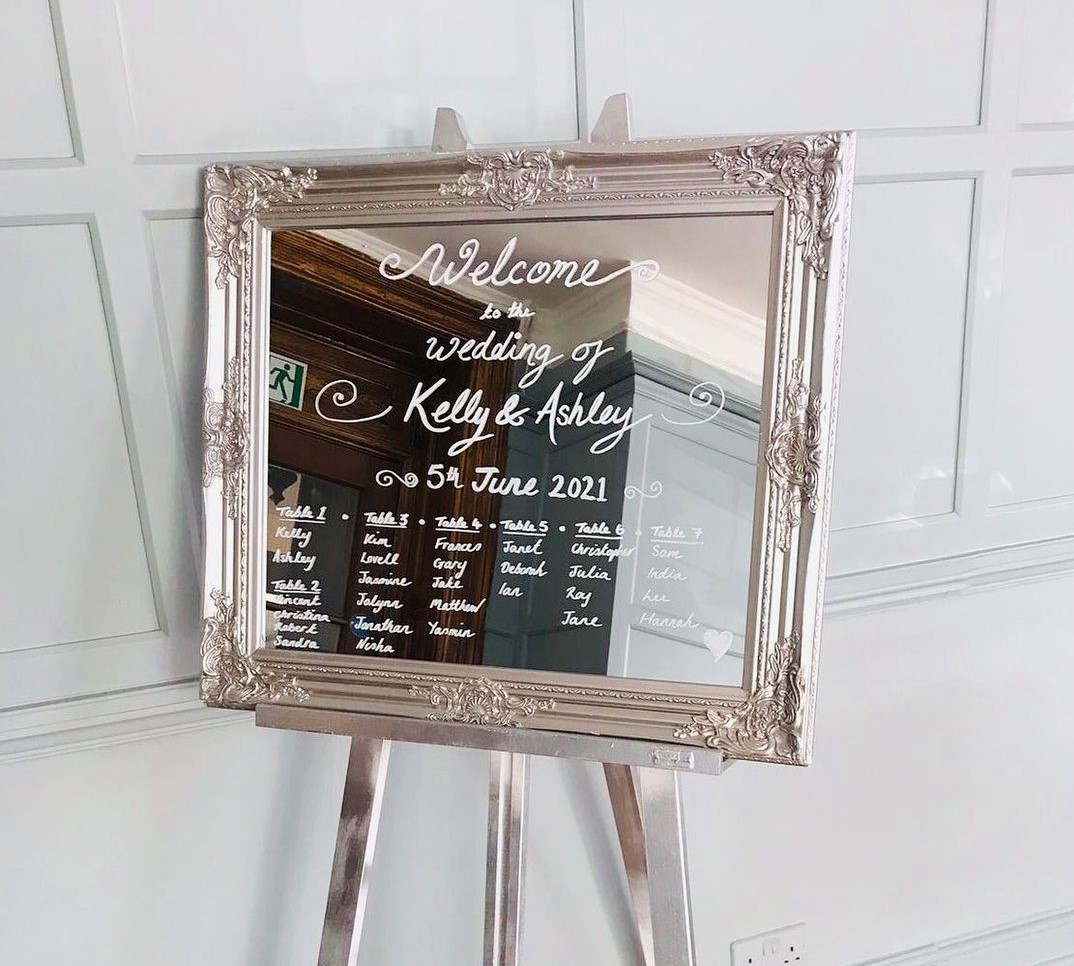 Welcome
to the
wedding of
Kelly & Ashley
5th June 2021
Table 1
Kelly
Ashley
Table 2
Vincent
Christina
Robert
Sandra
Table 3
Kim
Lovell
Jasmine
Jolynn
Jonathan
Nisha
Table 4
Frances
Gary
Jake
Matthew
Yasmin
Table 5
Janet
Deborah
Ian
Table 6
Christopher
Julia
Ray
Jane
Table 7
Sam
India
Lee
Hannah